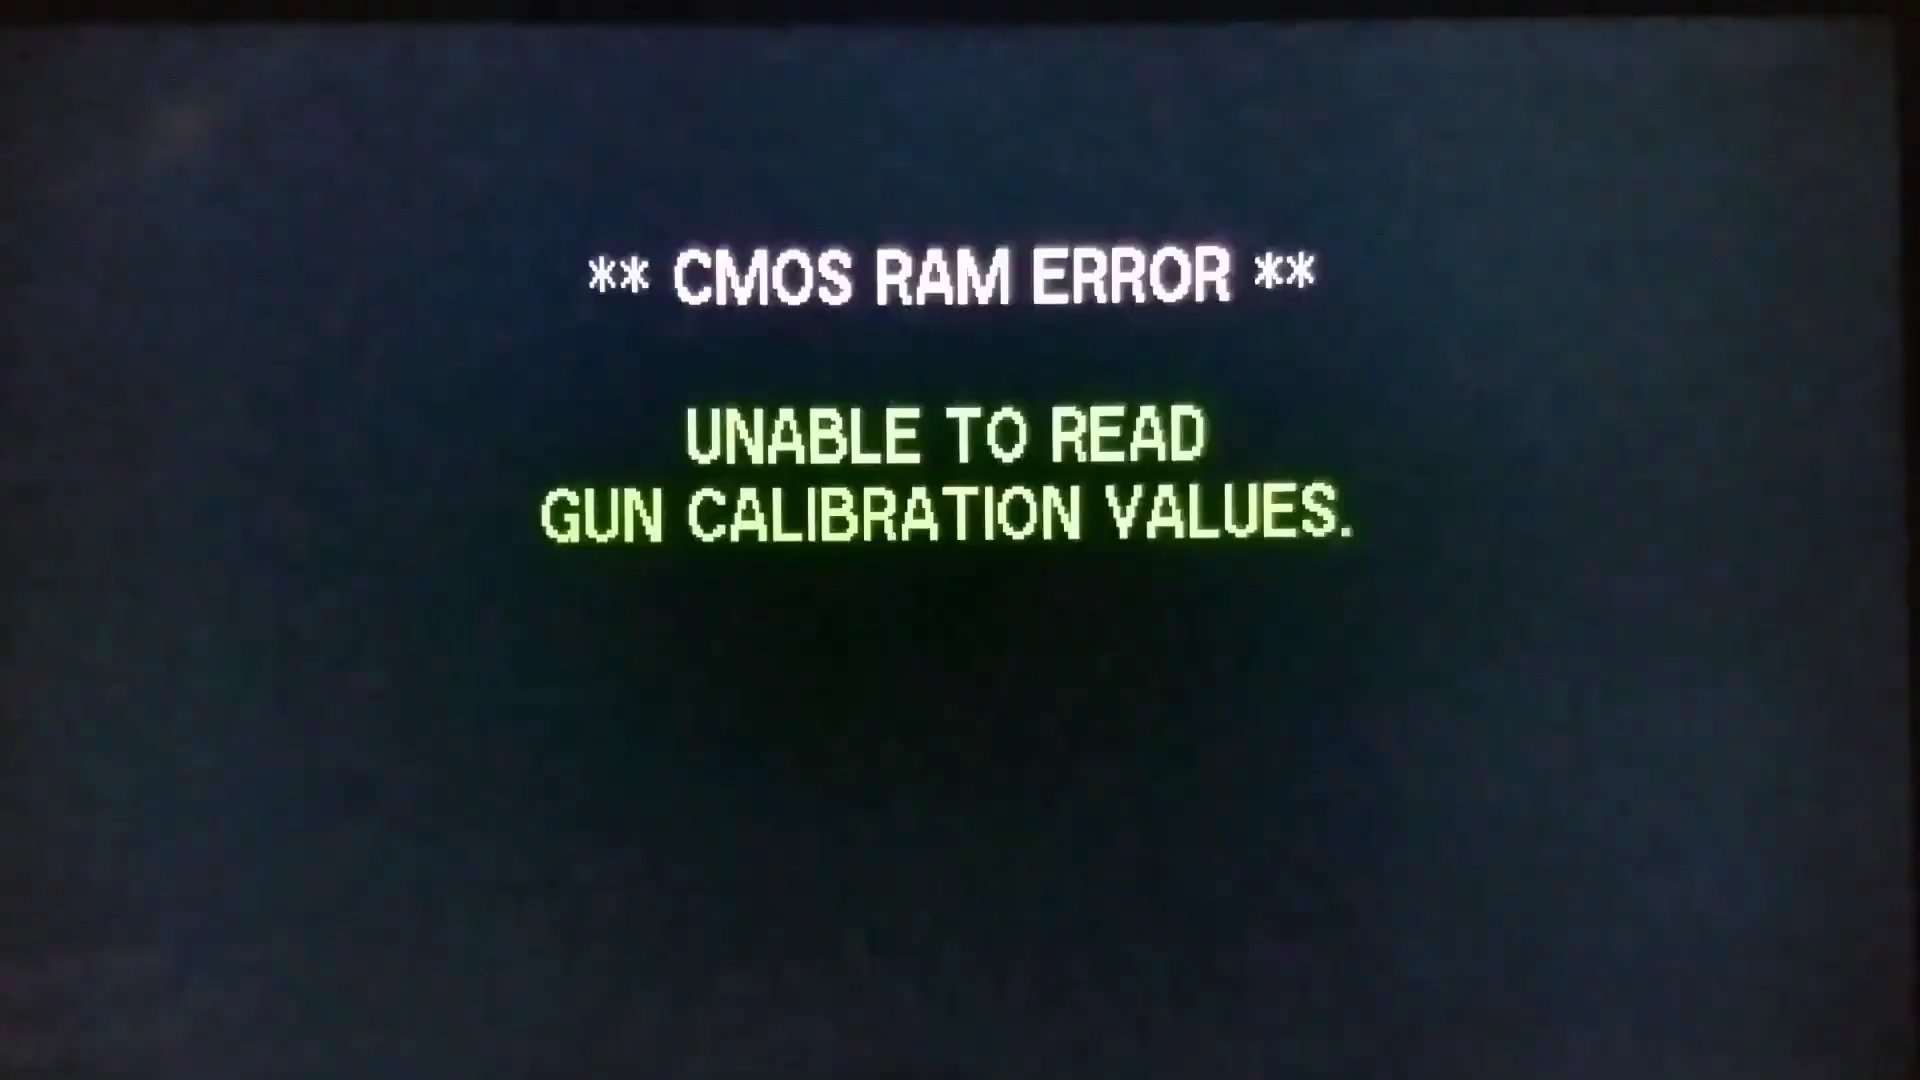 ** CMOS RAM ERROR **
UNABLE TO READ
GUN CALIBRATION VALUES.